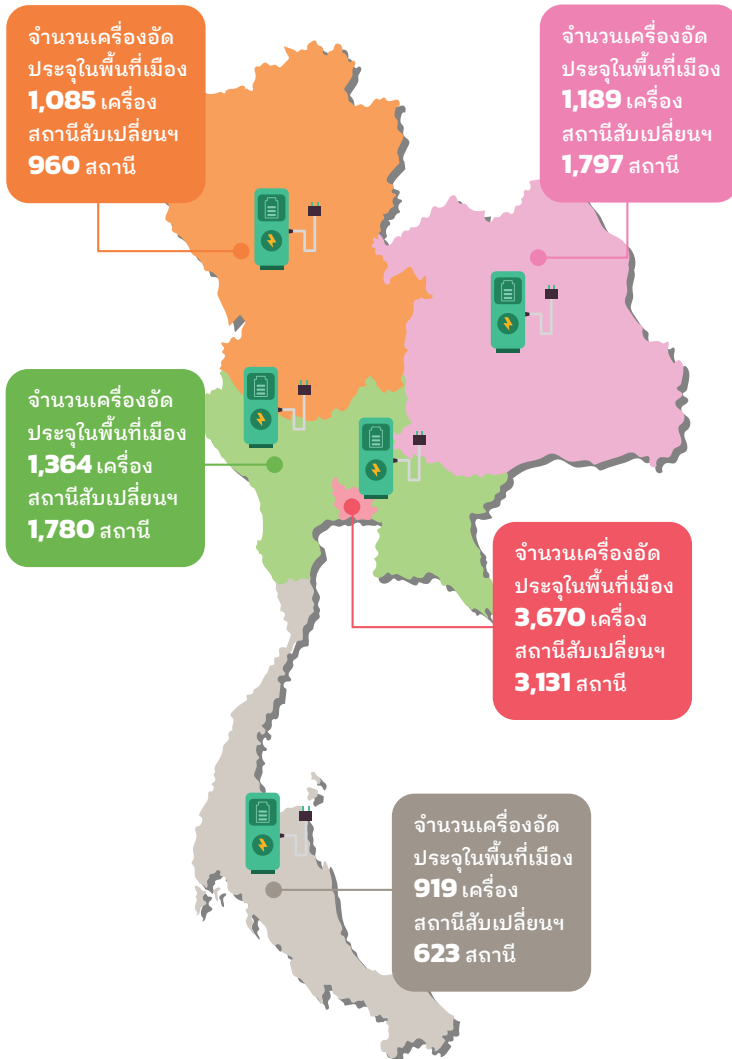 จำนวนเครื่องอัด
ประจุในพื้นที่เมือง
1,085 เครื่อง
สถานีสับเปลี่ยนฯ
960 สถานี
จำนวนเครื่องอัด
ประจุในพื้นที่เมือง
1,189 เครื่อง
สถานีสับเปลี่ยนฯ
1,797 สถานี
จำนวนเครื่องอัด
ประจุในพื้นที่เมือง
1,364 เครื่อง
สถานีสับเปลี่ยนฯ
1,780 สถานี
จำนวนเครื่องอัด
ประจุในพื้นที่เมือง
3,670 เครื่อง
สถานีสับเปลี่ยนฯ
3,131 สถานี
จำนวนเครื่องอัด
ประจุในพื้นที่เมือง
919 เครื่อง
สถานีสับเปลี่ยนฯ
623 สถานี